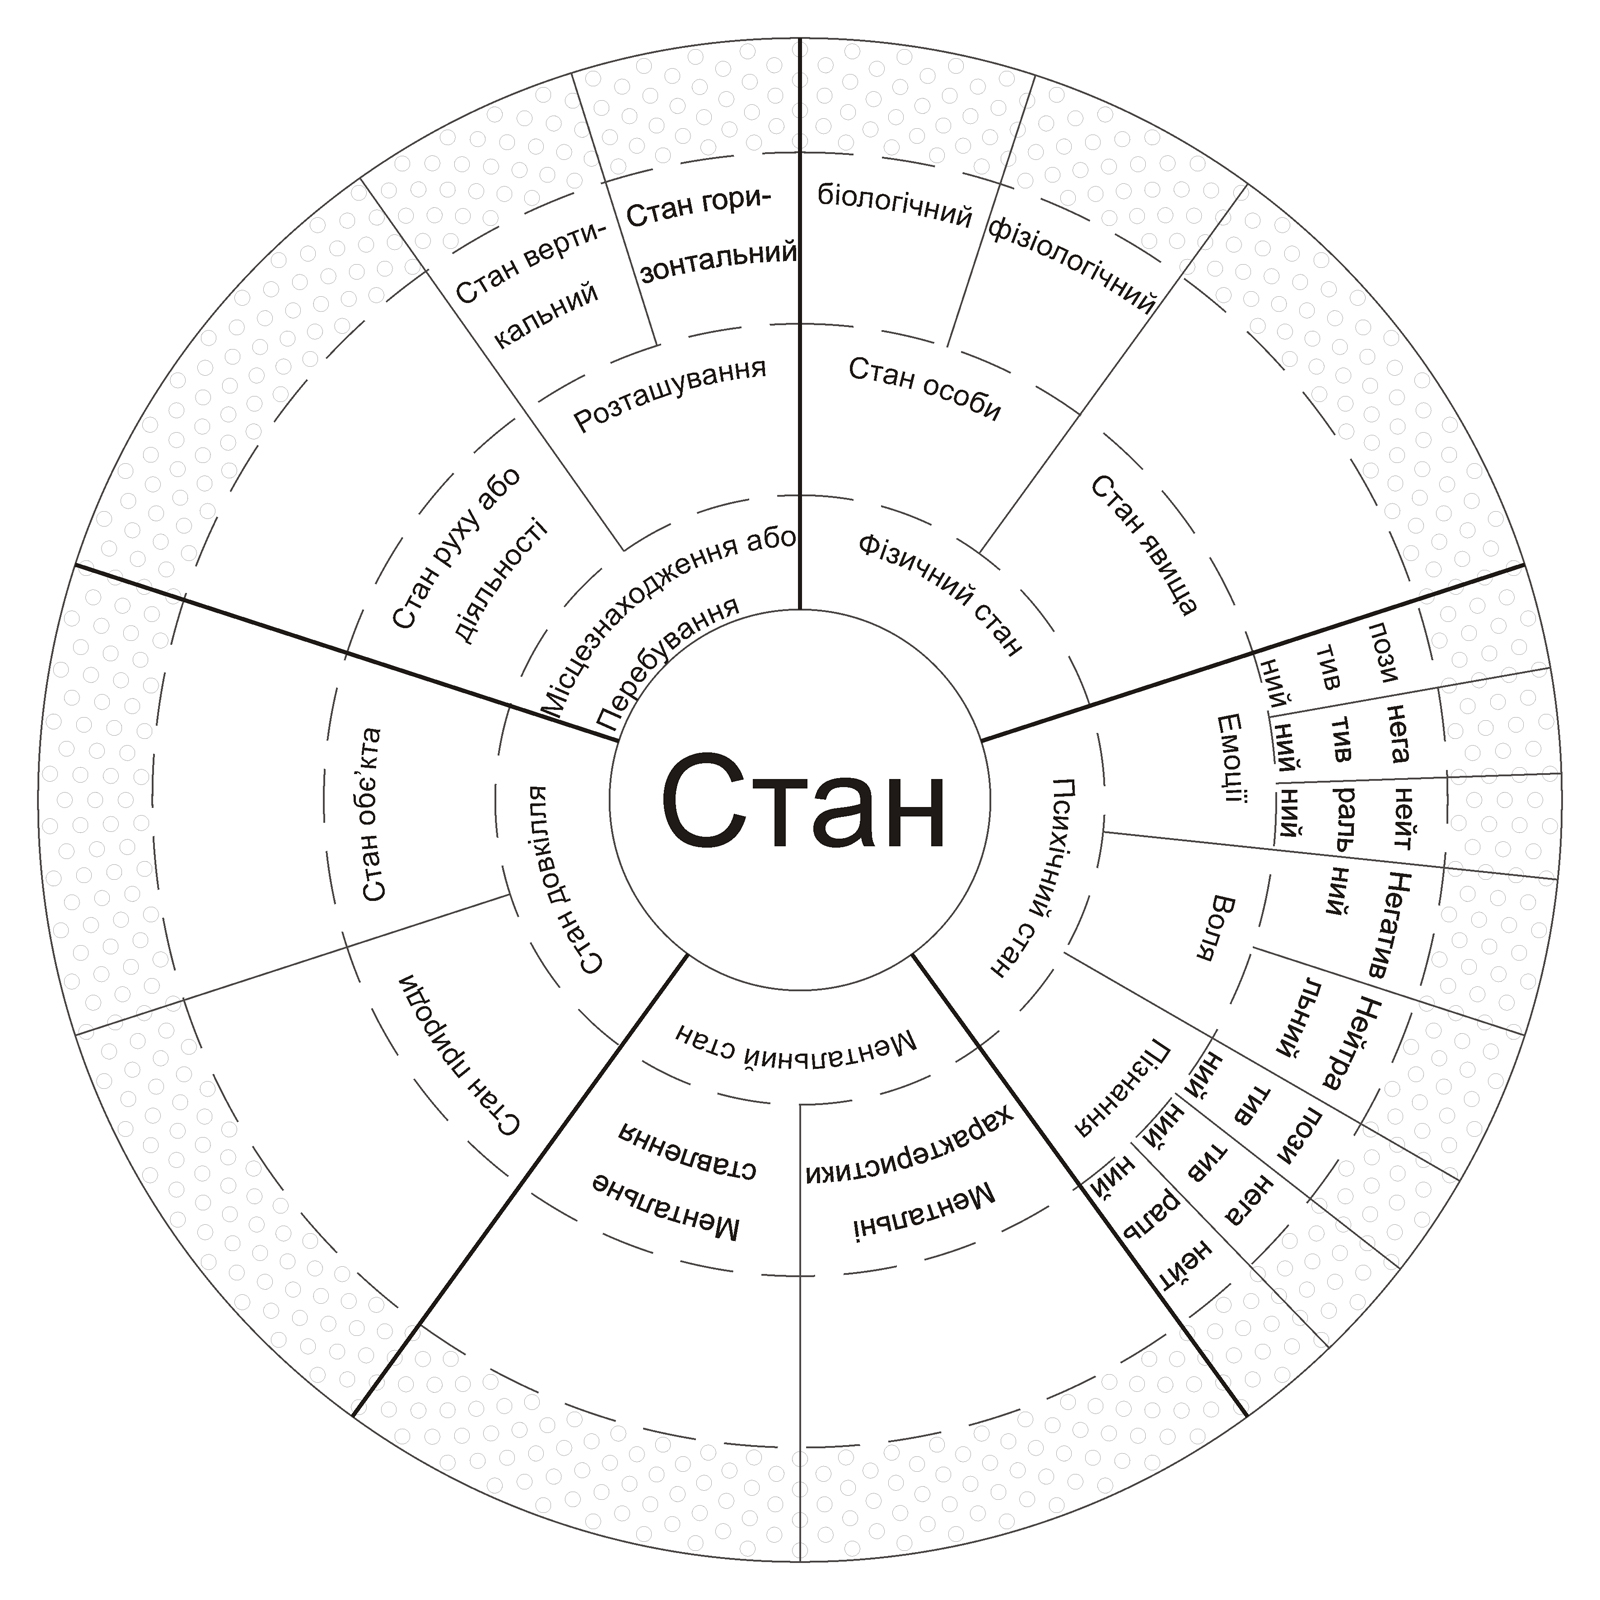 Стан
Фізичний стан
Стан особи
біологічний
фізіологічний
Стан явища
Психічний стан
Емоції
пози
тив
ний
нега
тив
ний
нейт
раль
ний
Воля
Негатив
ний
Нейтра
льний
Пізнання
пози
тив
ний
нега
тив
ний
нейт
раль
ний
Ментальний стан
характеристики
Ментальні
ставлення
Ментальне
Стан довкілля
Стан природи
Стан обє’кта
Місцезнаходження або
Перебування
Стан руху або
діяльності
Розташування
Стан верти-
кальний
Стан гори-
зонтальний